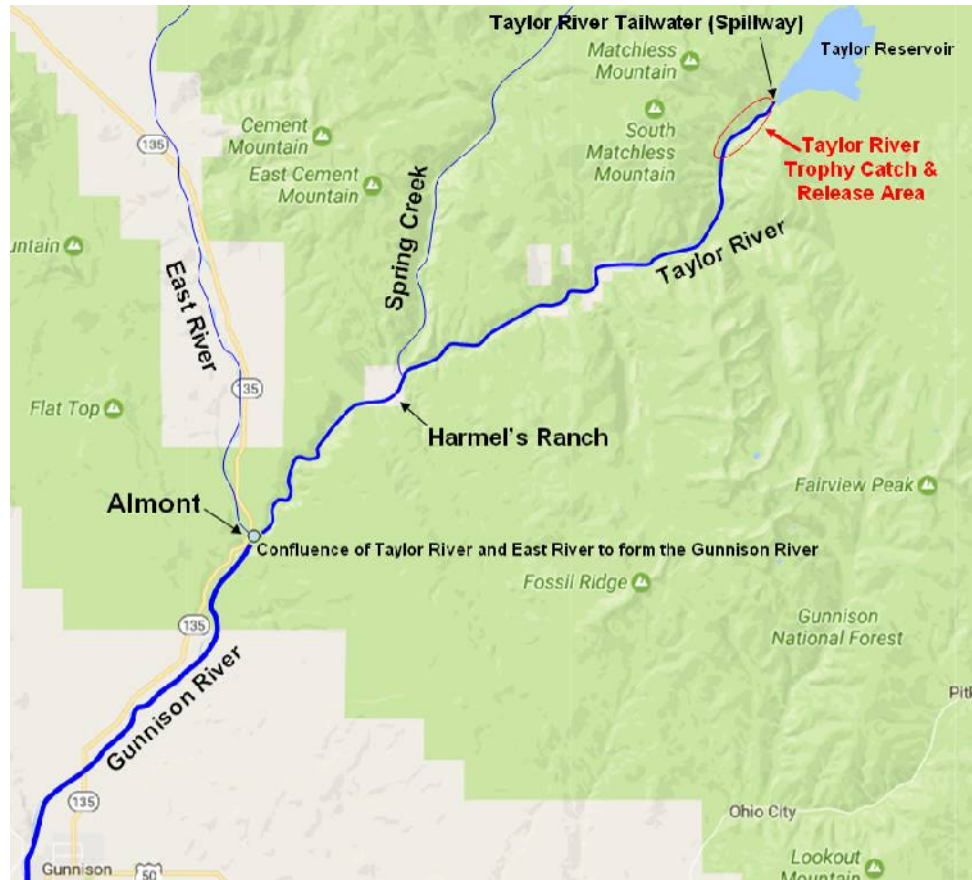 Taylor River Tailwater (Spillway)
Taylor Reservoir
Matchless
Mountain
135
Cement
Mountain
South
Matchless
Mountain
Taylor River
Trophy Catch &
Release Area
East Cement
Mountain
Spring Creek
untain
East River
Taylor River
135
Flat Top
Harmel's Ranch
Fairview Peak
Almont
Confluence of Taylor River and East River to form the Gunnison River
Fossil Ridge
Gunnison
National Forest
135
Gunnison River
Pitk
135
Ohio City
Lookout
Mountain
Gunnison
50